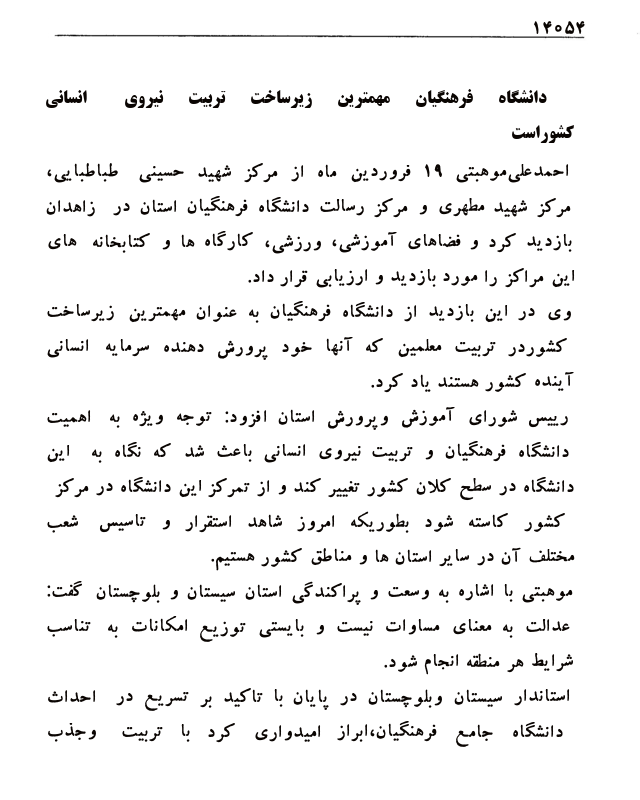 ۱۴۰۵۴
دانشگاه فرهنگیان مهمترین زیرساخت تربیت نیروی انسانی
کشوراست
احمدعلی‌موهبتی ۱۹ فروردین ماه از مرکز شهید حسینی طباطبایی،
مرکز شهید مطهری و مرکز رسالت دانشگاه فرهنگیان استان در زاهدان
بازدید کرد و فضاهای آموزشی، ورزشی، کارگاه ها و کتابخانه های
این مراکز را مورد بازدید و ارزیابی قرار داد.
وی در این بازدید از دانشگاه فرهنگیان به عنوان مهمترین زیرساخت
کشوردر تربیت معلمین که آنها خود پرورش دهنده سرمایه انسانی
آینده کشور هستند یاد کرد.
رییس شورای آموزش وپرورش استان افزود: توجه ویژه به اهمیت
دانشگاه فرهنگیان و تربیت نیروی انسانی باعث شد که نگاه به این
دانشگاه در سطح کلان کشور تغییر کند و از تمرکز این دانشگاه در مرکز
کشور کاسته شود بطوریکه امروز شاهد استقرار و تاسیس شعب
مختلف آن در سایر استان ها و مناطق کشور هستیم.
موهبتی با اشاره به وسعت و پراکندگی استان سیستان و بلوچستان گفت:
عدالت به معنای مساوات نیست و بایستی توزیع امکانات به تناسب
شرایط هر منطقه انجام شود.
استاندار سیستان وبلوچستان در پایان با تاکید بر تسریع در احداث
دانشگاه جامع فرهنگیان،ابراز امیدواری کرد با تربیت وجذب